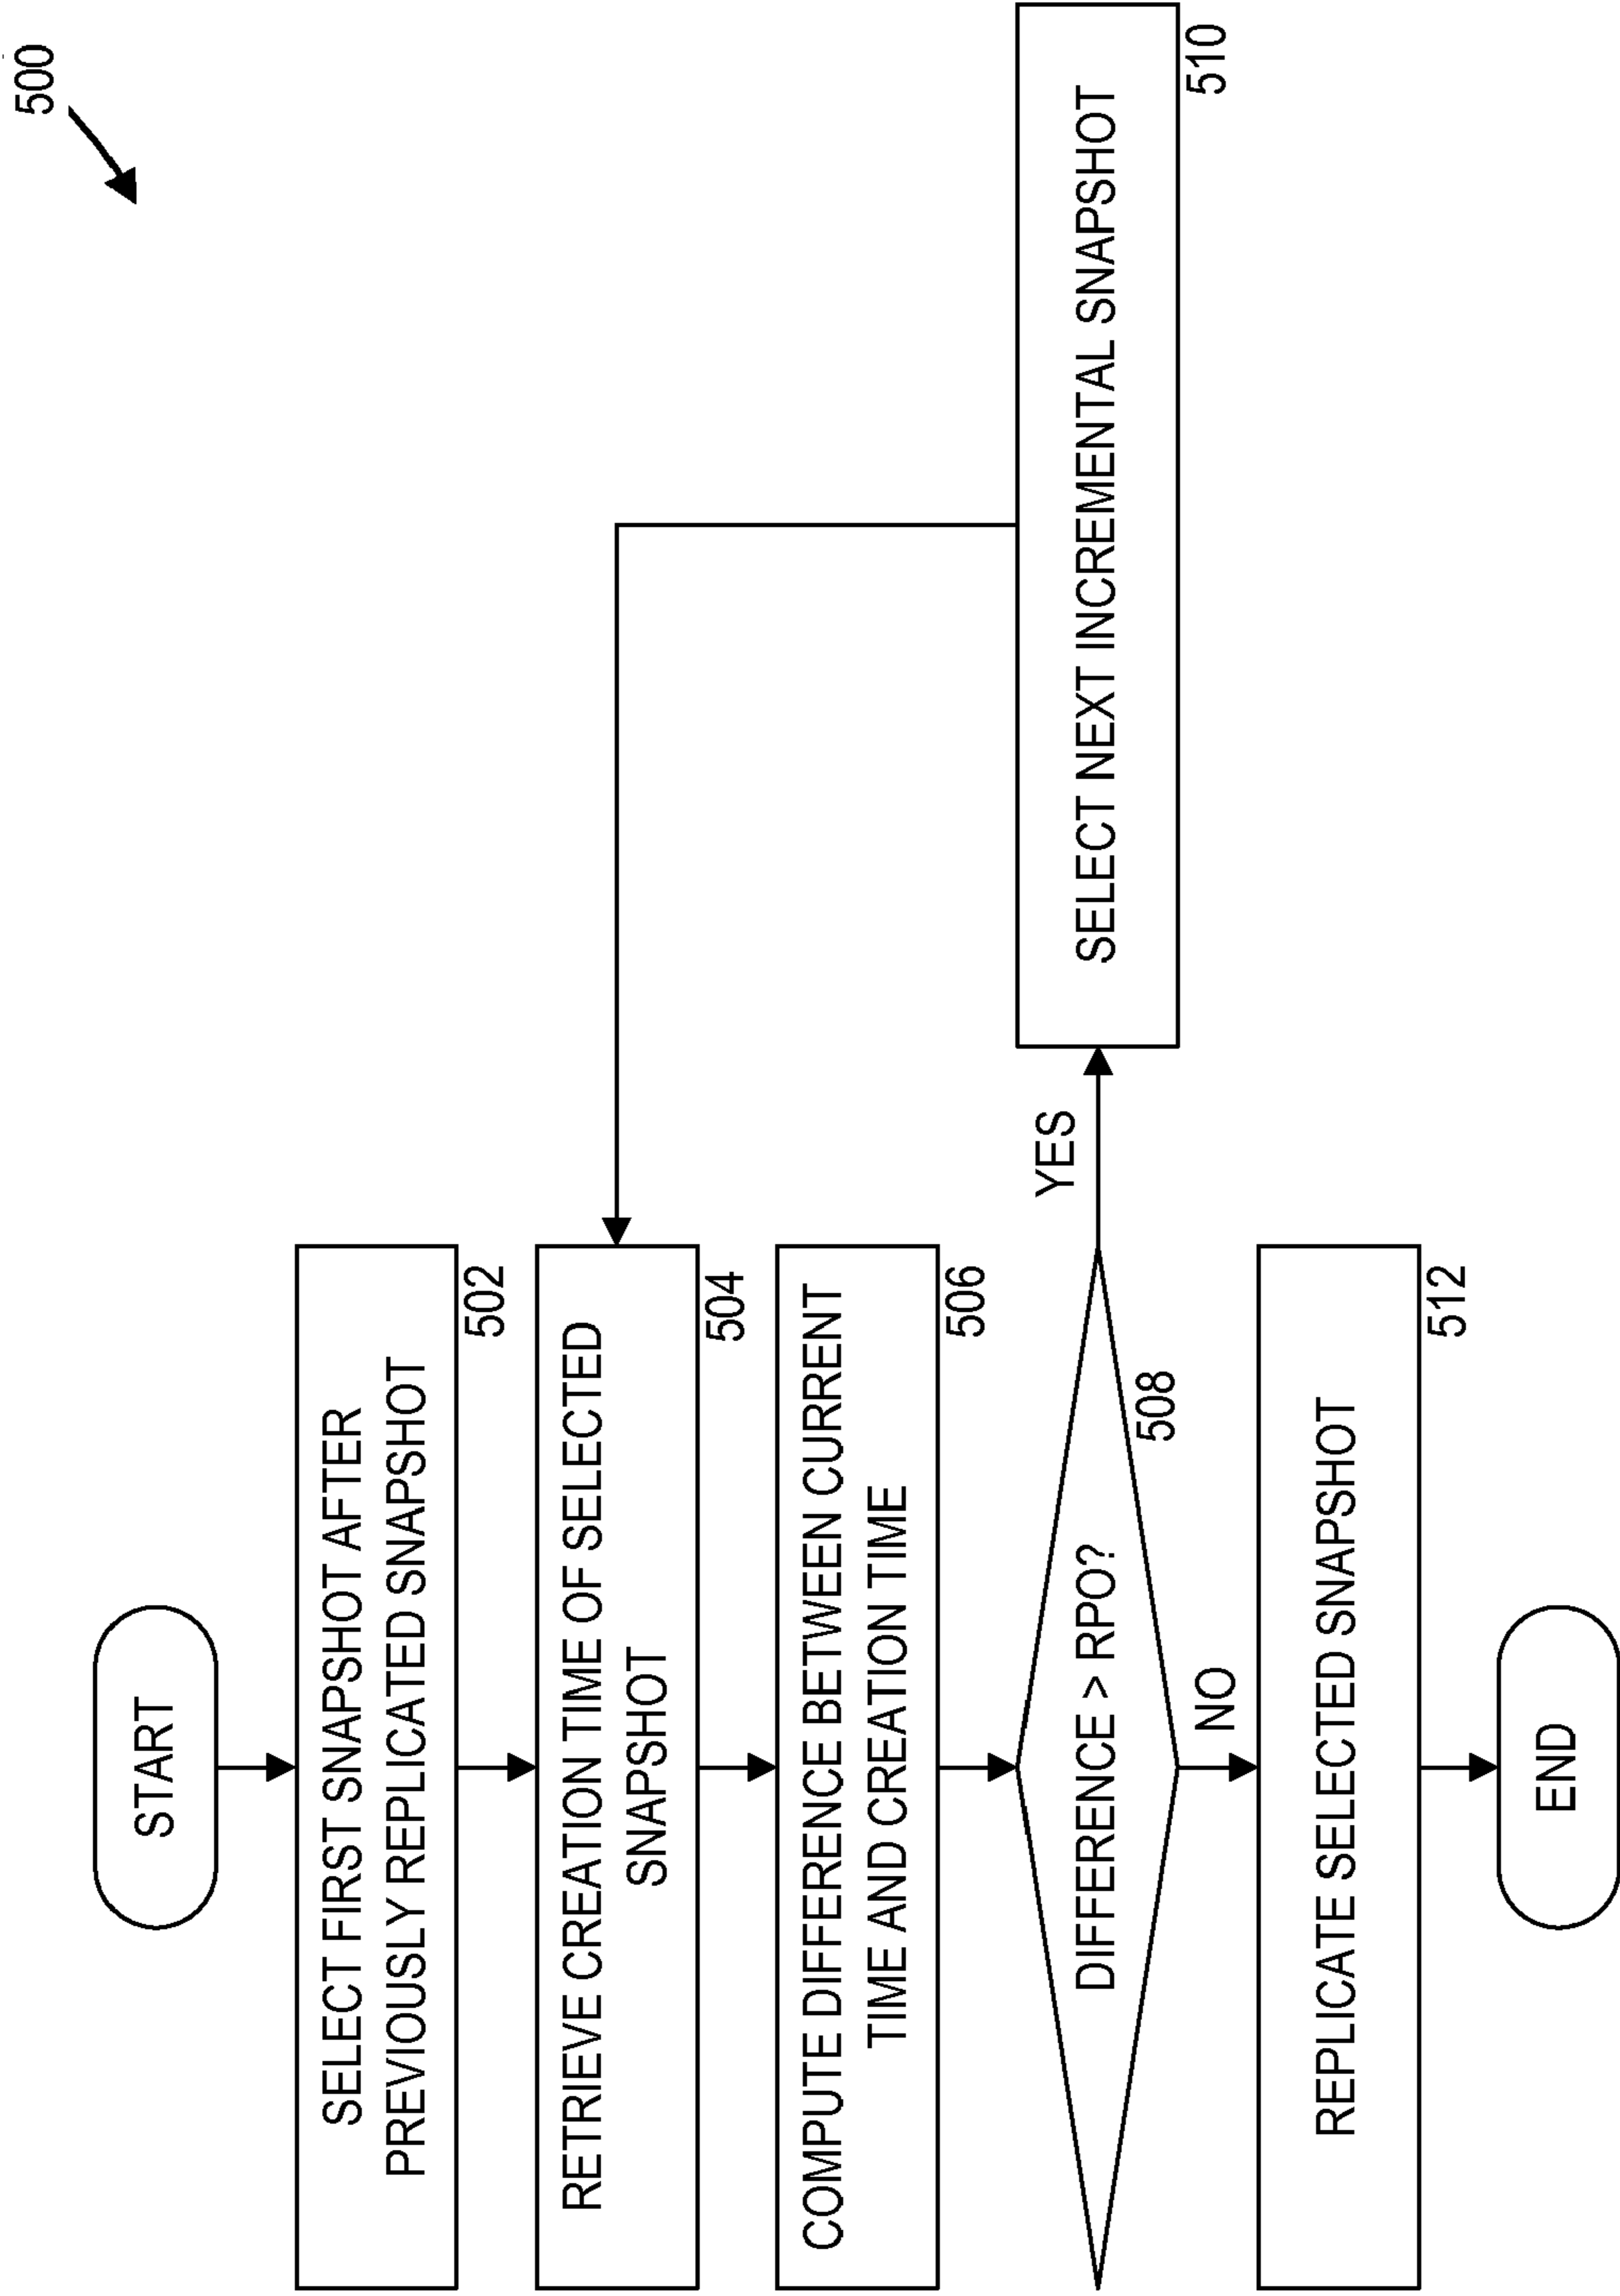 500
START
SELECT FIRST SNAPSHOT AFTER
PREVIOUSLY REPLICATED SNAPSHOT
502
RETRIEVE CREATION TIME OF SELECTED
SNAPSHOT
504
COMPUTE DIFFERENCE BETWEEN CURRENT
TIME AND CREATION TIME
506
DIFFERENCE > RPO?
508
YES
SELECT NEXT INCREMENTAL SNAPSHOT
510
NO
REPLICATE SELECTED SNAPSHOT
512
END